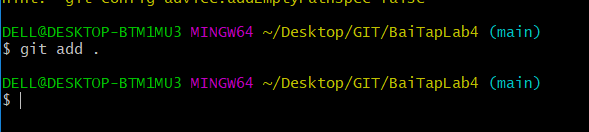 hint: "git config advice.addEmptyPathspec false"
DELL@DESKTOP-BTM1MU3 MINGW64 ~/Desktop/GIT/BaiTapLab4 (main)
$ git add .
DELL@DESKTOP-BTM1MU3 MINGW64 ~/Desktop/GIT/BaiTapLab4 (main)
$